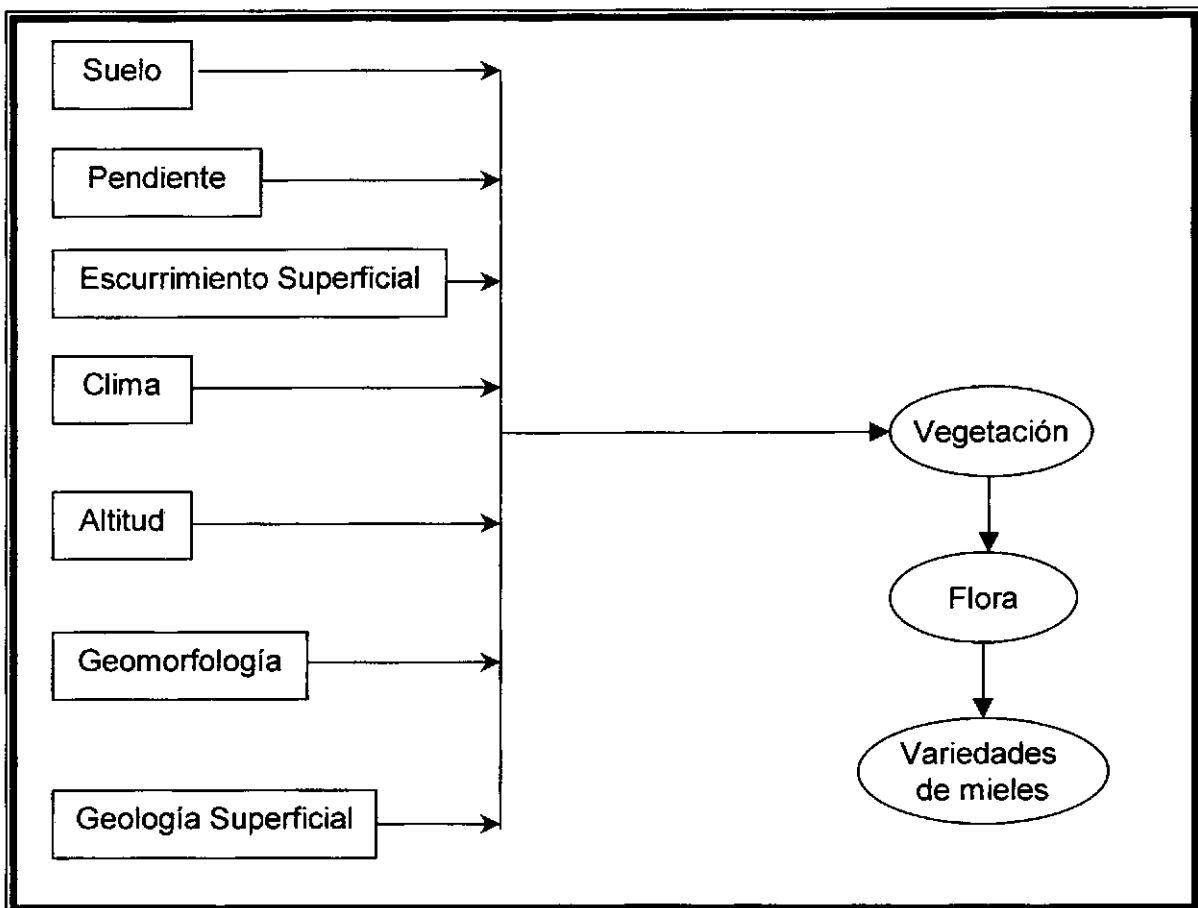 Suelo
Pendiente
Escurrimiento Superficial
Clima
Vegetación
Altitud
Flora
Geomorfología
Variedades
de mieles
Geología Superficial